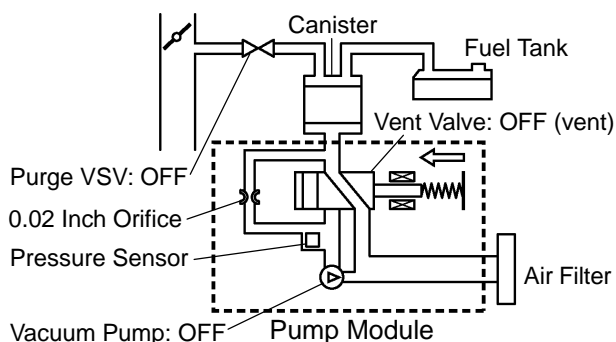 Canister
Fuel Tank
Vent Valve: OFF (vent)
Purge VSV: OFF
0.02 Inch Orifice
Pressure Sensor
Air Filter
Vacuum Pump: OFF
Pump Module